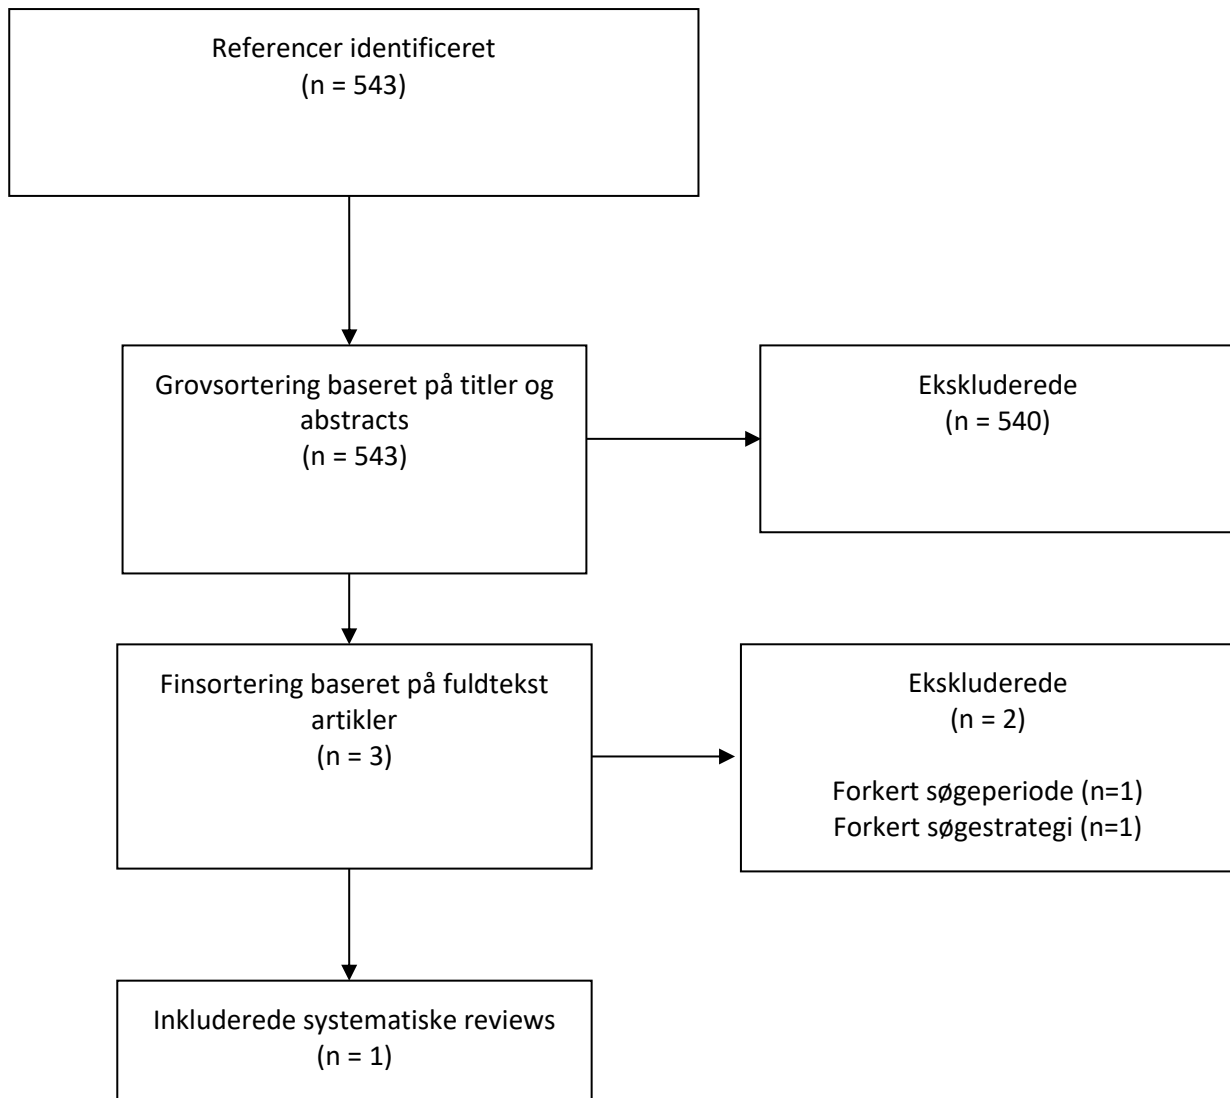 Referencer identificeret
(n = 543)
Grovsortering baseret på titler og
abstracts
(n = 543)
Ekskluderede
(n = 540)
Finsortering baseret på fuldtekst
artikler
(n = 3)
Ekskluderede
(n = 2)
Forkert søgeperiode (n=1)
Forkert søgestrategi (n=1)
Inkluderede systematiske reviews
(n = 1)